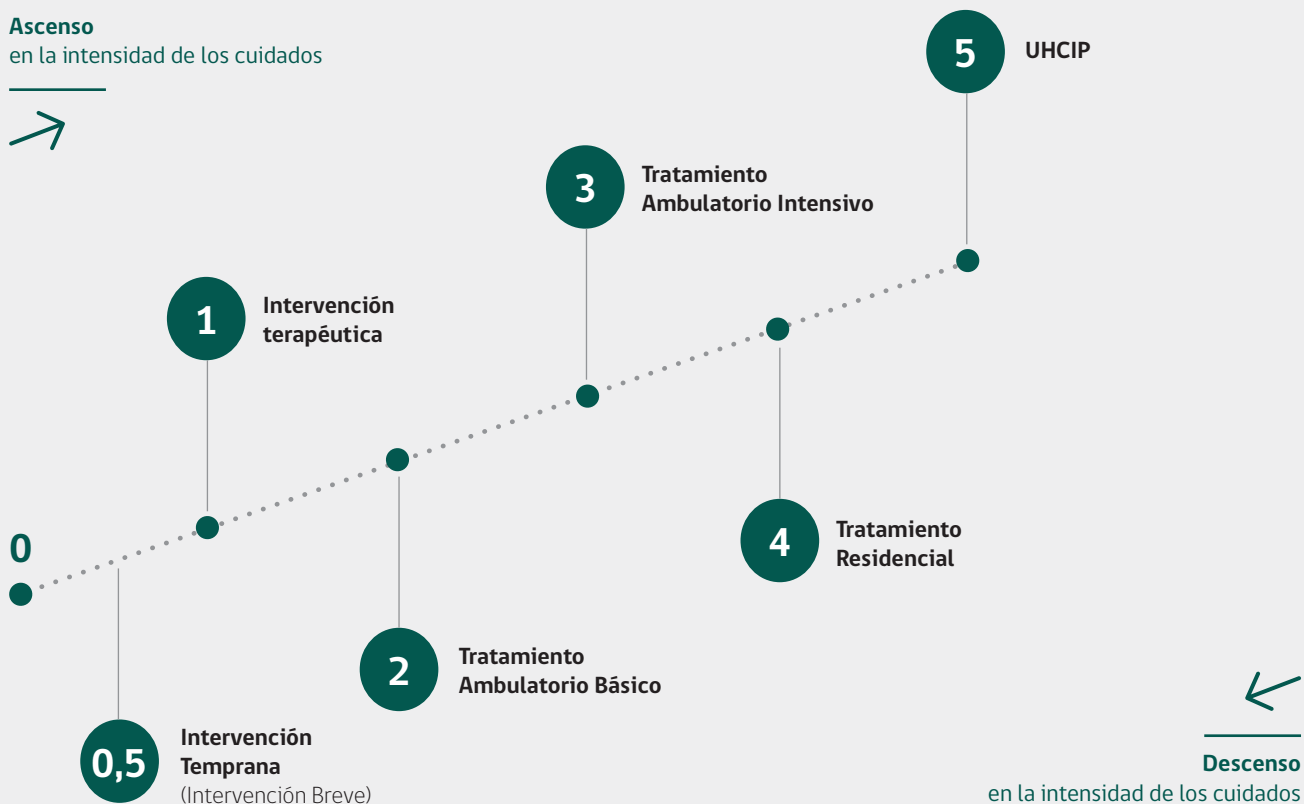 Ascenso
en la intensidad de los cuidados
5
UHCIP
3
Tratamiento
Ambulatorio Intensivo
1
Intervención
terapéutica
0
4
Tratamiento
Residencial
2
Tratamiento
Ambulatorio Básico
0,5
Intervención
Temprana
(Intervención Breve)
Descenso
en la intensidad de los cuidados